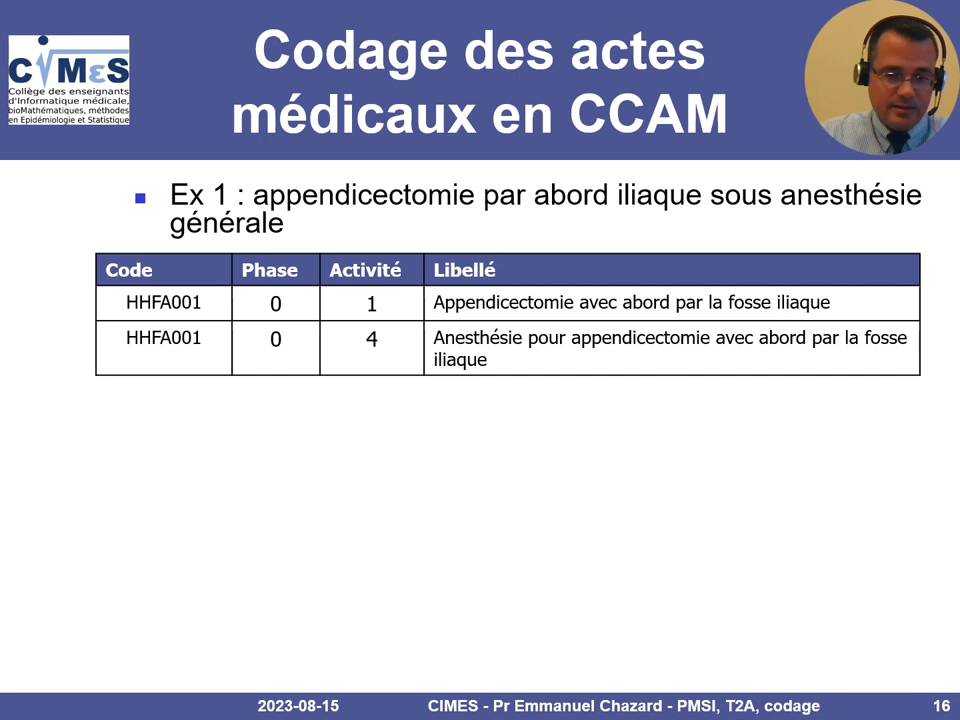 CiMεS
Collège des enseignants
d'Informatique médicale,
bioMathématiques, méthodes
en Epidémiologie et Statistique
Codage des actes
médicaux en CCAM
Ex 1 : appendicectomie par abord iliaque sous anesthésie
générale
Code Phase Activité Libellé
HHFA001 0 1 Appendicectomie avec abord par la fosse iliaque
HHFA001 0 4 Anesthésie pour appendicectomie avec abord par la fosse
iliaque
2023-08-15 CIMES - Pr Emmanuel Chazard - PMSI, T2A, codage 16